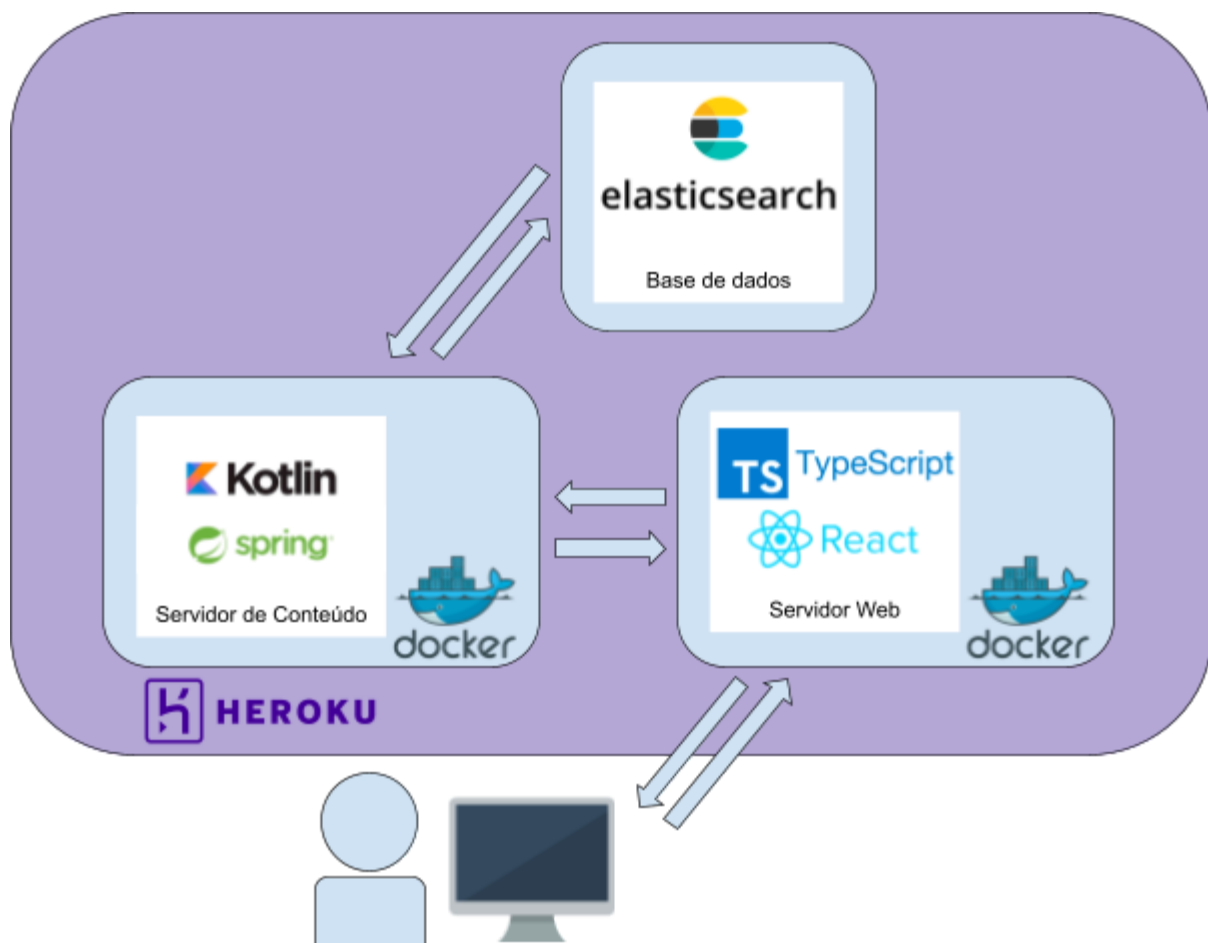 elasticsearch
Base de dados
Kotlin
spring
Servidor de Conteúdo
docker
TS TypeScript
React
Servidor Web
docker
HEROKU